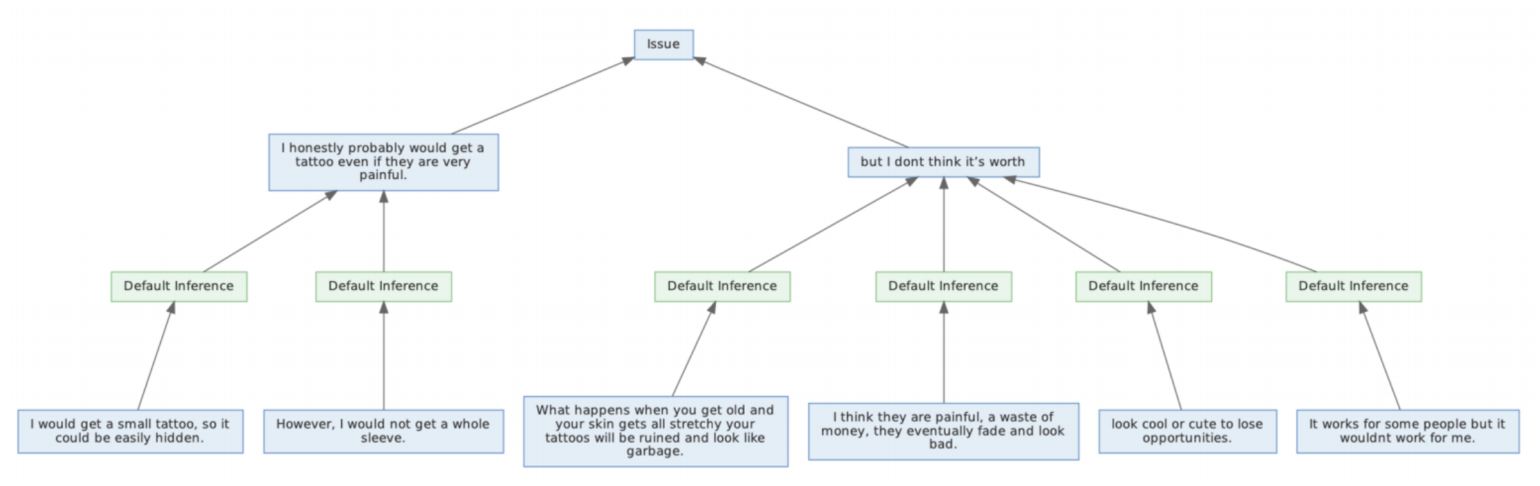 Issue
I honestly probably would get a
tattoo even if they are very
painful.
but I dont think it’s worth
Default Inference
Default Inference
Default Inference
Default Inference
Default Inference
Default Inference
I would get a small tattoo, so it
could be easily hidden.
However, I would not get a whole
sleeve.
What happens when you get old and
your skin gets all stretchy your
tattoos will be ruined and look like
garbage.
I think they are painful, a waste of
money, they eventually fade and look
bad.
look cool or cute to lose
opportunities.
It works for some people but it
wouldnt work for me.